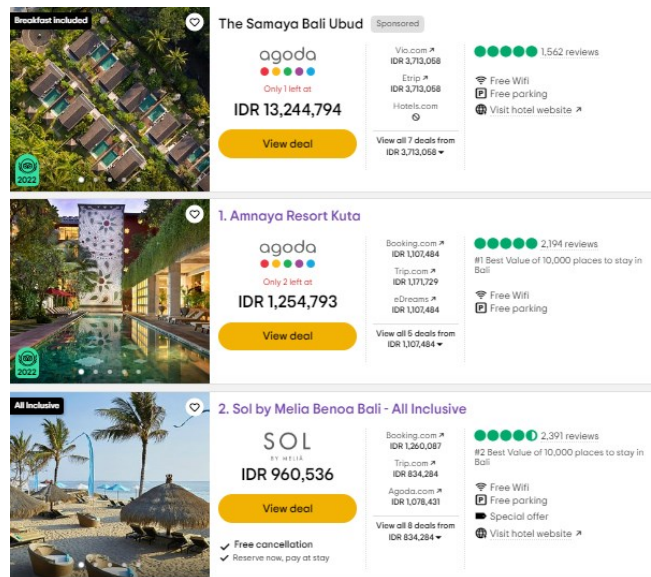 Breakfast included
2022
The Samaya Bali Ubud Sponsored
agoda
Only 1 left at
IDR 13,244,794
View deal
Vio.com
IDR 3,713,058
Etrip
IDR 3,713,058
Hotels.com
View all 7 deals from
IDR 3,713,058
1,562 reviews
Free Wifi
P Free parking
Visit hotel website
2022
1. Amnaya Resort Kuta
agoda
Only 2 left at
IDR 1,254,793
View deal
Booking.com
IDR 1,107,484
Trip.com
IDR 1,171,729
eDreams
IDR 1,107,484
View all 5 deals from
IDR 1,107,484
2,194 reviews
#1 Best Value of 10,000 places to stay in
Bali
Free Wifi
P Free parking
All Inclusive
2. Sol by Melia Benoa Bali - All Inclusive
SOL
BY MELIÁ
IDR 960,536
View deal
Free cancellation
Reserve now, pay at stay
Booking.com
IDR 1,260,087
Trip.com
IDR 834,284
Agoda.com
IDR 1,078,431
View all 8 deals from
IDR 834,284
2,391 reviews
#2 Best Value of 10,000 places to stay in
Bali
Free Wifi
P Free parking
Special offer
Visit hotel website